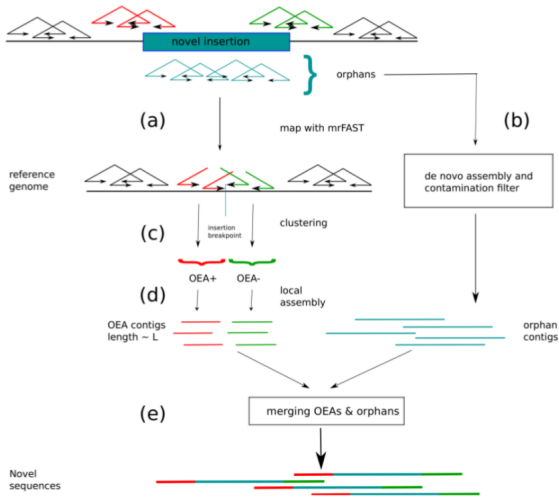 novel insertion
orphans
(a)
(b)
map with mrFAST
reference
genome
de novo assembly and
contamination filter
insertion
breakpoint
(c)
clustering
OEA+
OEA-
(d)
local
assembly
OEA contigs
length ~ L
orphan
contigs
(e)
merging OEAs & orphans
Novel
sequences